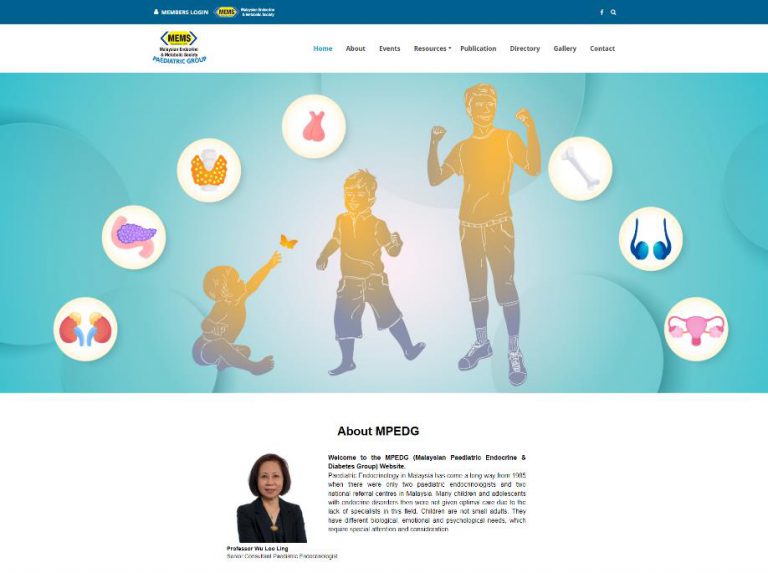 MEMBERS LOGIN MEMS Malaysian Endocrine & Metabolic Society
MEMS
Malaysian Endocrine
& Metabolic Society
PAEDIATRIC GROUP
Home About Events Resources Publication Directory Gallery Contact
About MPEDG
Welcome to the MPEDG (Malaysian Paediatric Endocrine &
Diabetes Group) Website.
Paediatric Endocrinology in Malaysia has come a long way from 1985
when there were only two paediatric endocrinologists and two
national referral centres in Malaysia. Many children and adolescents
with endocrine disorders then were not given optimal care due to the
lack of specialists in this field. Children are not small adults. They
have different biological, emotional and psychological needs, which
require special attention and consideration.
Professor Wu Loo Ling
Senior Consultant Paediatric Endocrinologist